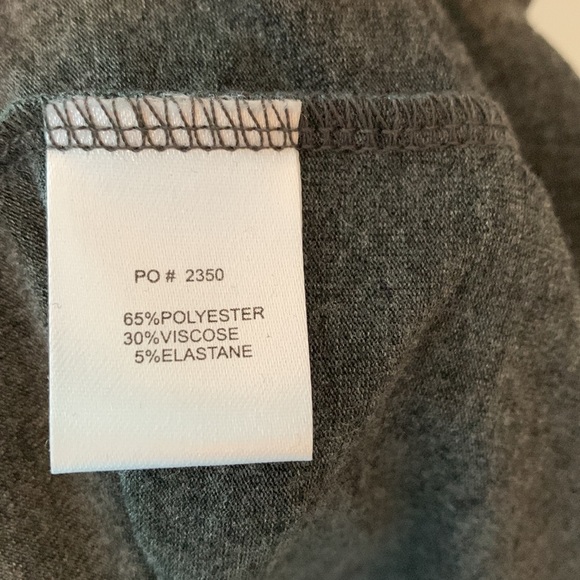 PO # 2350
65%POLYESTER
30%VISCOSE
5%ELASTANE